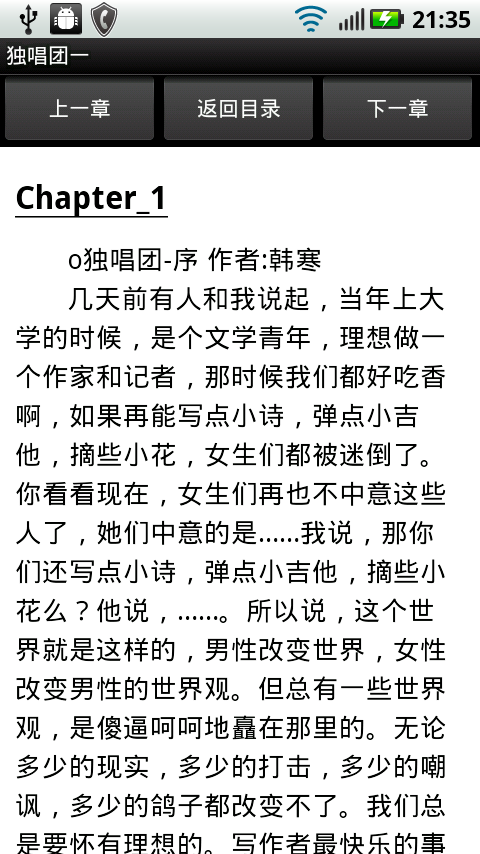 21:35
独唱团一
上一章 返回目录 下一章
Chapter_1
o独唱团-序 作者:韩寒
几天前有人和我说起，当年上大
学的时候，是个文学青年，理想做一
个作家和记者，那时候我们都好吃香
啊，如果再能写点小诗，弹点小吉
他，摘些小花，女生们都被迷倒了。
你看看现在，女生们再也不中意这些
人了，她们中意的是......我说，那你
们还写点小诗，弹点小吉他，摘些小
花么？他说，......。所以说，这个世
界就是这样的，男性改变世界，女性
改变男性的世界观。但总有一些世界
观，是傻逼呵呵地矗在那里的。无论
多少的现实，多少的打击，多少的嘲
讽，多少的鸽子都改变不了。我们总
是要怀有理想的。写作者最快乐的事